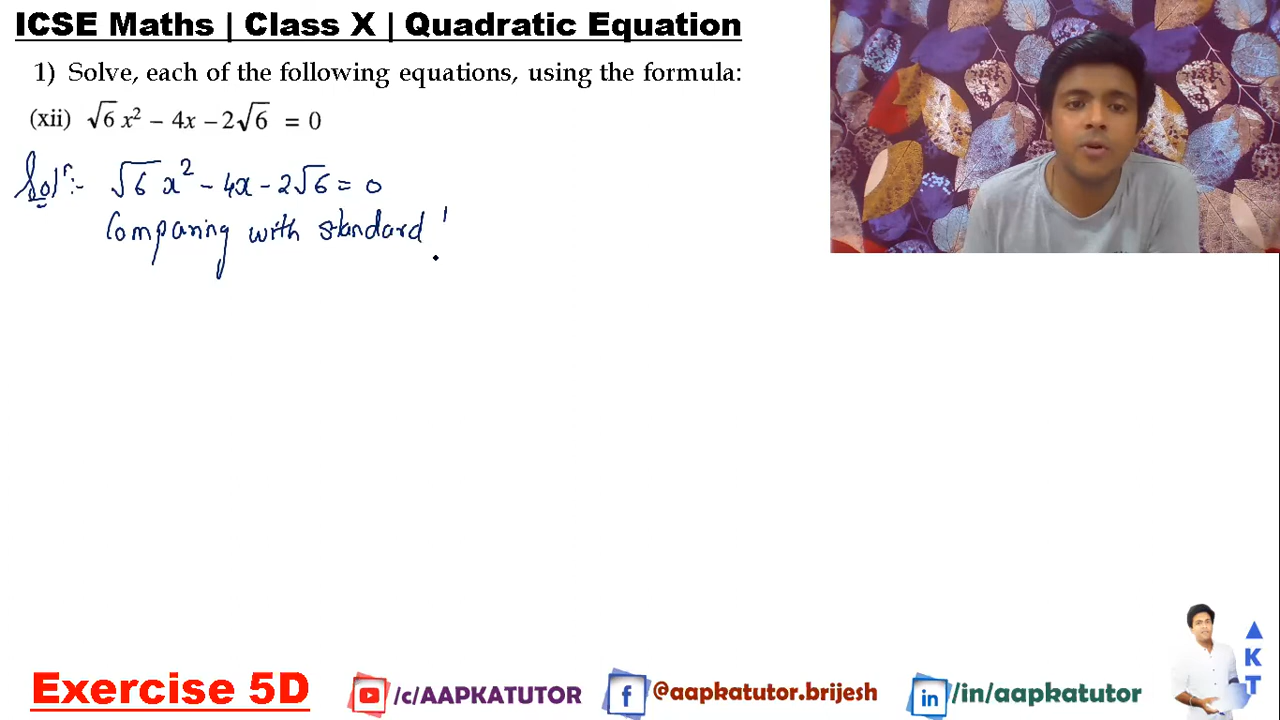 ICSE Maths | Class X | Quadratic Equation
1) Solve, each of the following equations, using the formula:
(xii) √6 x² – 4x – 2√6 = 0
Solⁿ:- √6 x² - 4x - 2√6 = 0
Comparing with standard
Exercise 5D
/c/AAPKATUTOR
f
@aapkatutor.brijesh
in
/in/aapkatutor
▲
K
T